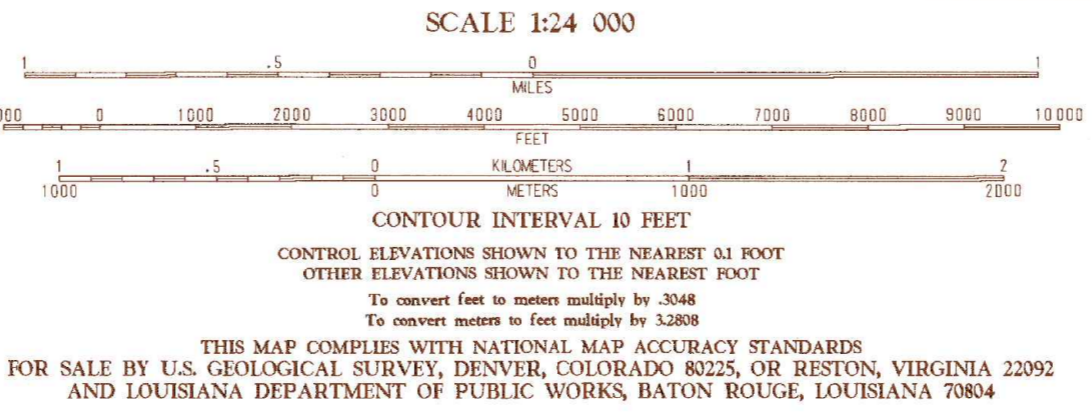 SCALE 1:24 000
1 .5 0 1
MILES
0 1000 2000 3000 4000 5000 6000 7000 8000 9000 10 000
FEET
1 .5 0 KILOMETERS 1 2
1000 0 METERS 1000 2000
CONTOUR INTERVAL 10 FEET
CONTROL ELEVATIONS SHOWN TO THE NEAREST 0.1 FOOT
OTHER ELEVATIONS SHOWN TO THE NEAREST FOOT
To convert feet to meters multiply by .3048
To convert meters to feet multiply by 3.2808
THIS MAP COMPLIES WITH NATIONAL MAP ACCURACY STANDARDS
FOR SALE BY U.S. GEOLOGICAL SURVEY, DENVER, COLORADO 80225, OR RESTON, VIRGINIA 22092
AND LOUISIANA DEPARTMENT OF PUBLIC WORKS, BATON ROUGE, LOUISIANA 70804